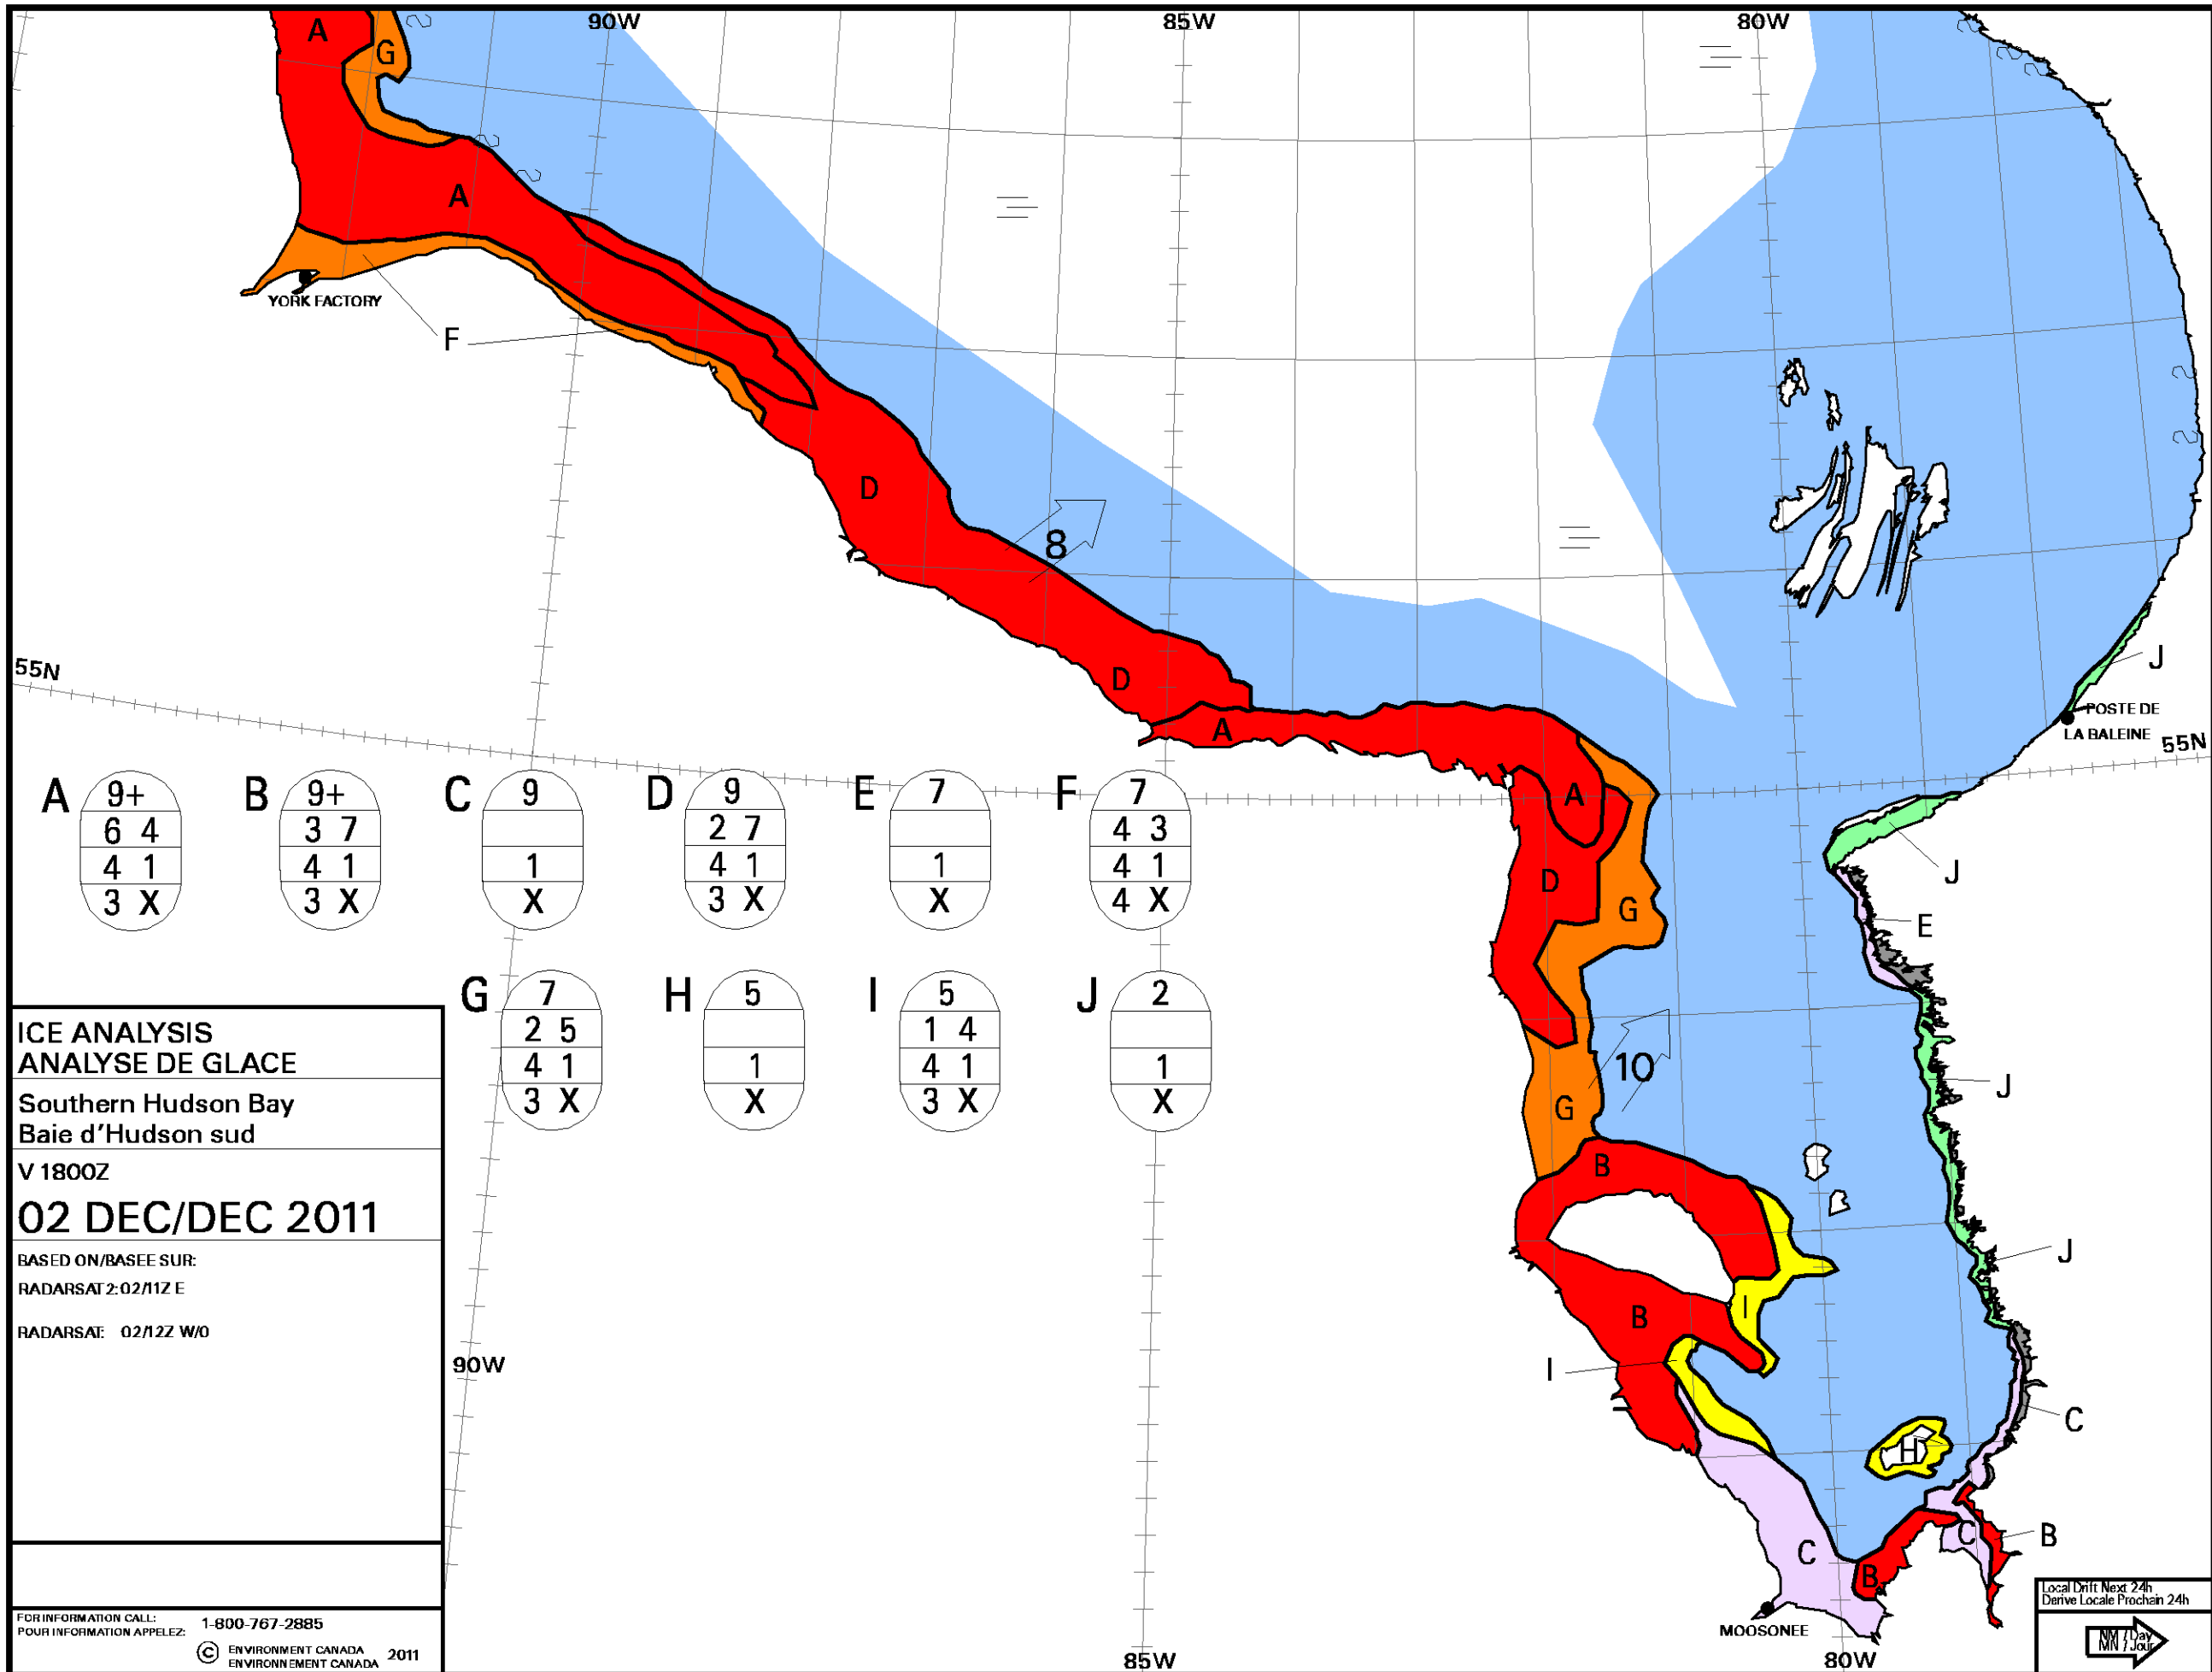 90W
85W
80W
A
G
A
YORK FACTORY
F
D
8
55N
D
J
POSTE DE
LA BALEINE
55N
A
A
A
9+
6 4
4 1
3 X
B
9+
3 7
4 1
3 X
C
9
1
X
D
9
2 7
4 1
3 X
E
7
1
X
F
7
4 3
4 1
4 X
G
7
2 5
4 1
3 X
H
5
1
X
I
5
1 4
4 1
3 X
J
2
1
X
D
G
J
E
10
J
G
B
J
I
B
I
C
H
C
B
C
B
MOOSONEE
90W
85W
80W
ICE ANALYSIS
ANALYSE DE GLACE
Southern Hudson Bay
Baie d'Hudson sud
V 1800Z
02 DEC/DEC 2011
BASED ON/BASEE SUR:
RADARSAT 2: 02/11Z E
RADARSAT: 02/12Z W/0
FOR INFORMATION CALL: 1-800-767-2885
POUR INFORMATION APPELEZ:
© ENVIRONMENT CANADA 2011
ENVIRONNEMENT CANADA
Local Drift Next 24h
Derive Locale Prochain 24h
NM / Day
MN / Jour